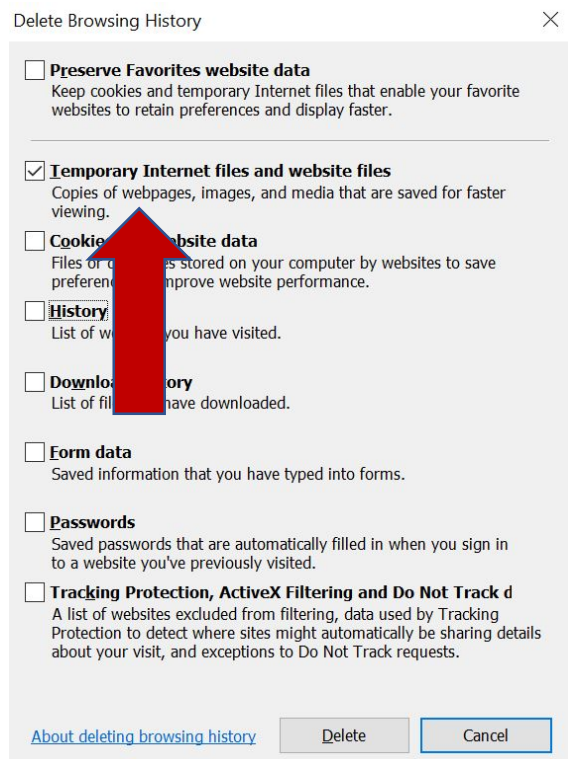 Delete Browsing History
Preserve Favorites website data
Keep cookies and temporary Internet files that enable your favorite
websites to retain preferences and display faster.
Temporary Internet files and website files
Copies of webpages, images, and media that are saved for faster
viewing.
Cookie bsite data
Files or stored on your computer by websites to save
preferen mprove website performance.
History
List of w you have visited.
Downlo ory
List of fil have downloaded.
Form data
Saved information that you have typed into forms.
Passwords
Saved passwords that are automatically filled in when you sign in
to a website you've previously visited.
Tracking Protection, ActiveX Filtering and Do Not Track d
A list of websites excluded from filtering, data used by Tracking
Protection to detect where sites might automatically be sharing details
about your visit, and exceptions to Do Not Track requests.
About deleting browsing history
Delete
Cancel